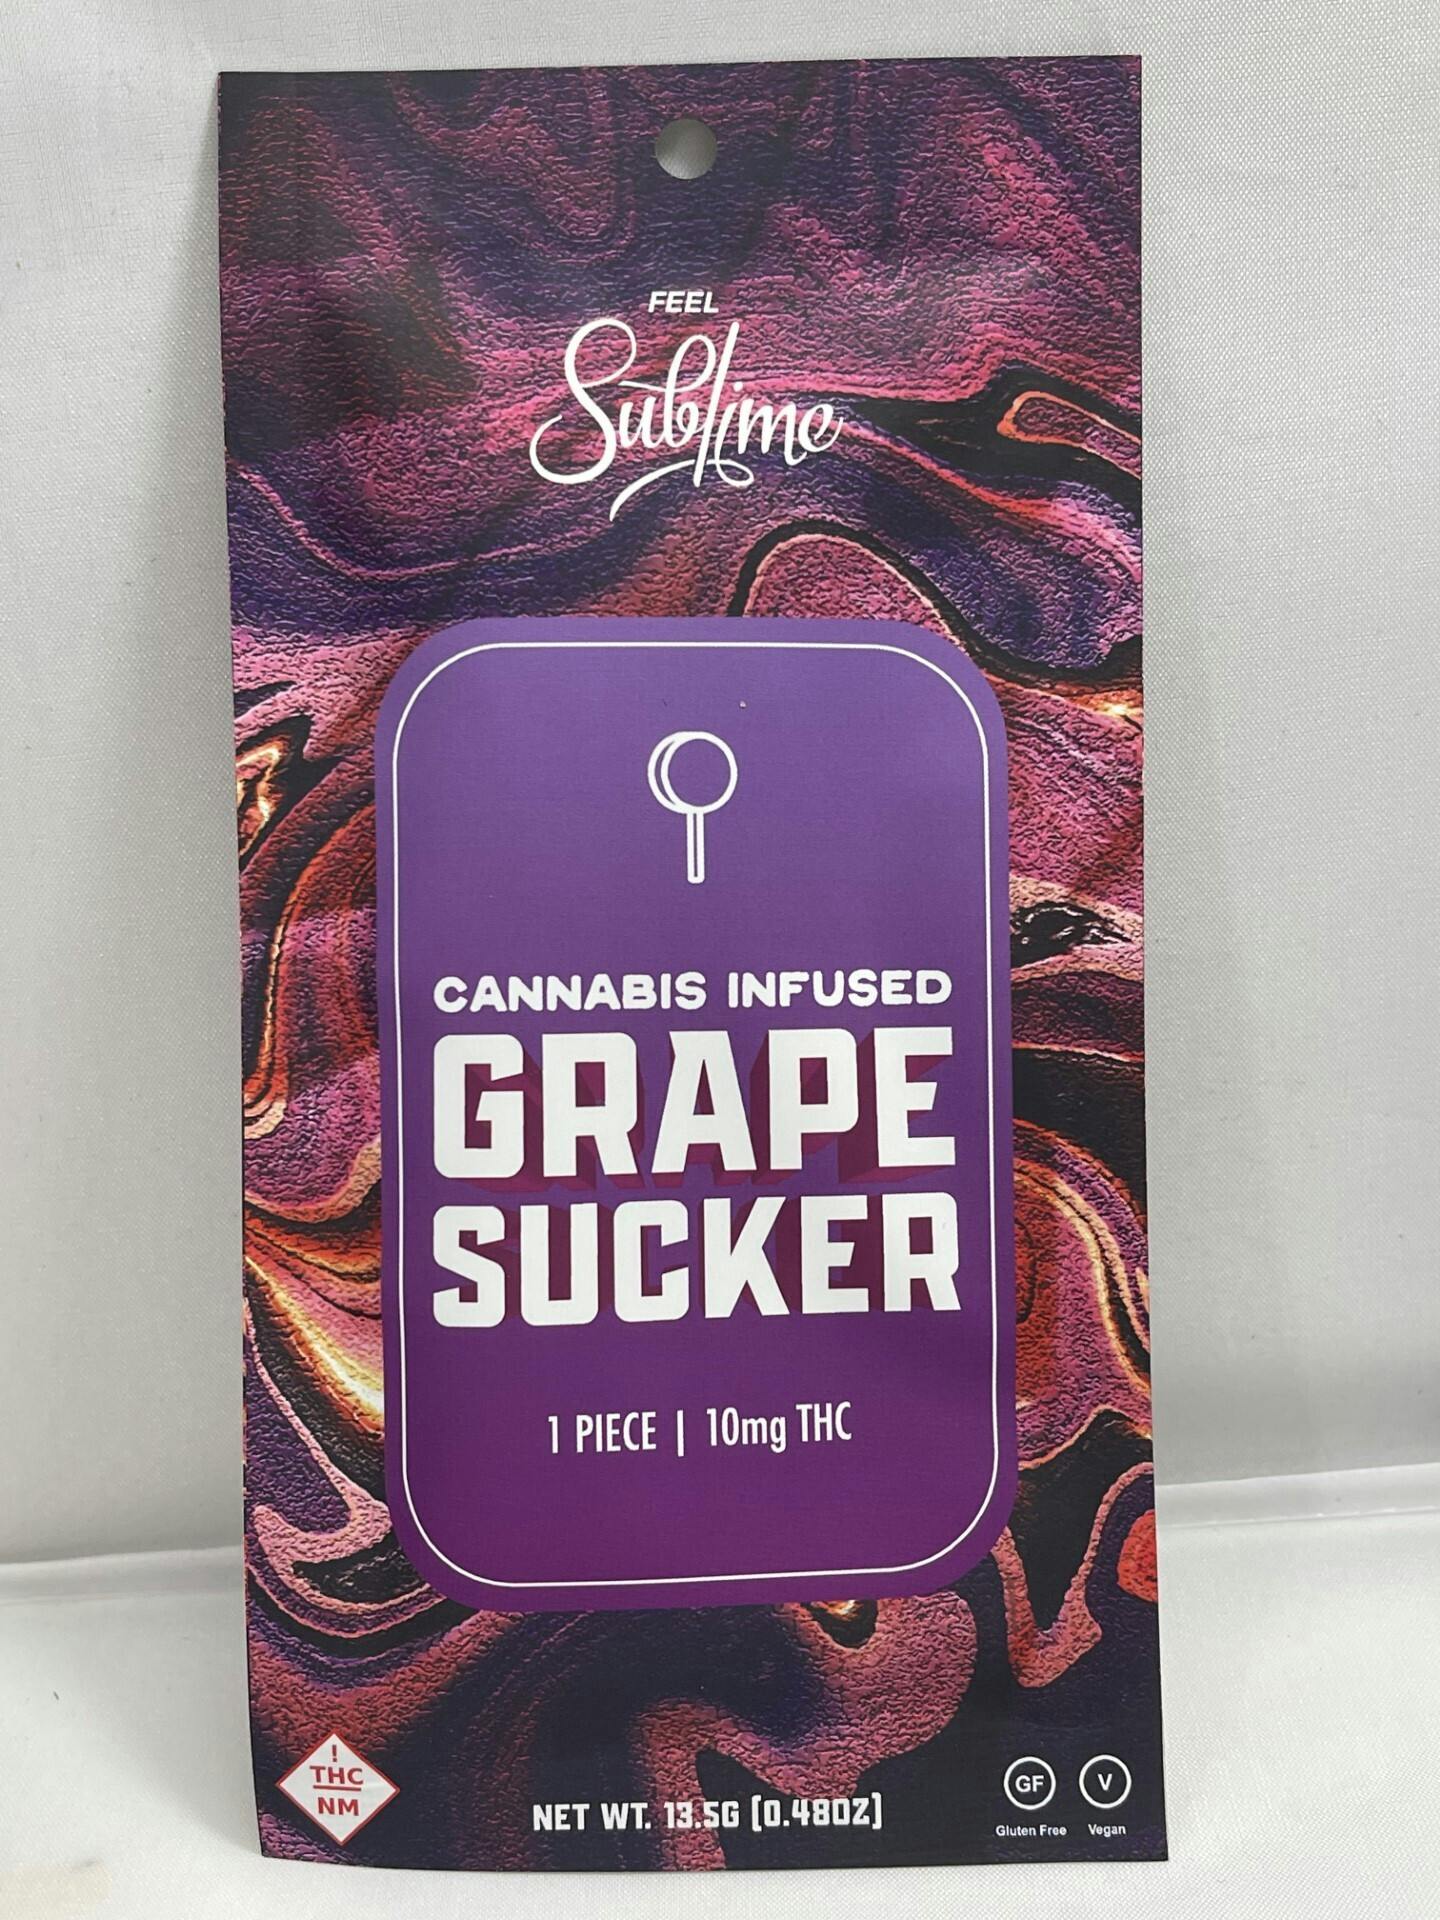 FEEL
Sublime
CANNABIS INFUSED
GRAPE
SUCKER
1 PIECE | 10mg THC
!
THC
NM
NET WT. 13.5G [0.48OZ]
GF
V
Gluten Free
Vegan